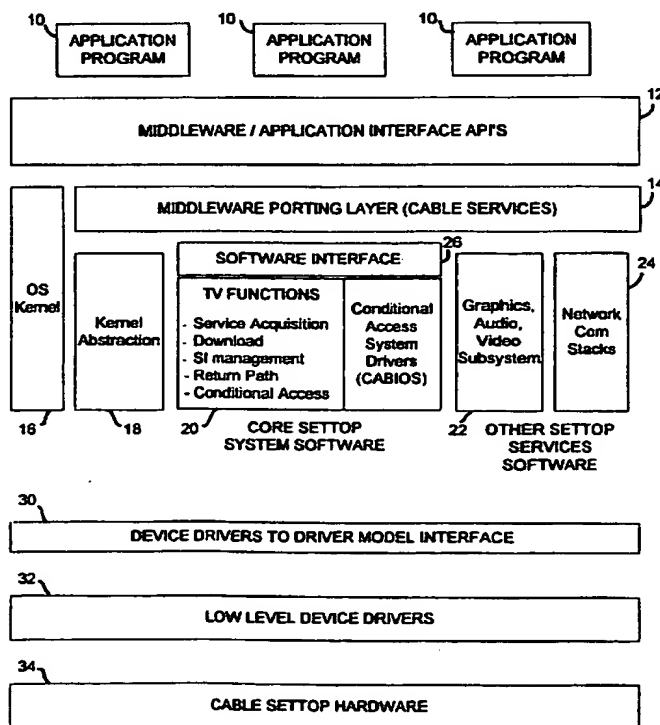 10 10 10
APPLICATION PROGRAM
APPLICATION PROGRAM
APPLICATION PROGRAM
12
MIDDLEWARE / APPLICATION INTERFACE API'S
14
MIDDLEWARE PORTING LAYER (CABLE SERVICES)
OS
Kernel
16
Kernel
Abstraction
18
26
SOFTWARE INTERFACE
TV FUNCTIONS
- Service Acquisition
- Download
- SI management
- Return Path
- Conditional Access
20
Conditional
Access
System
Drivers
(CABIOS)
CORE SETTOP
SYSTEM SOFTWARE
Graphics,
Audio,
Video
Subsystem
22
24
Network
Com
Stacks
OTHER SETTOP
SERVICES
SOFTWARE
30
DEVICE DRIVERS TO DRIVER MODEL INTERFACE
32
LOW LEVEL DEVICE DRIVERS
34
CABLE SETTOP HARDWARE